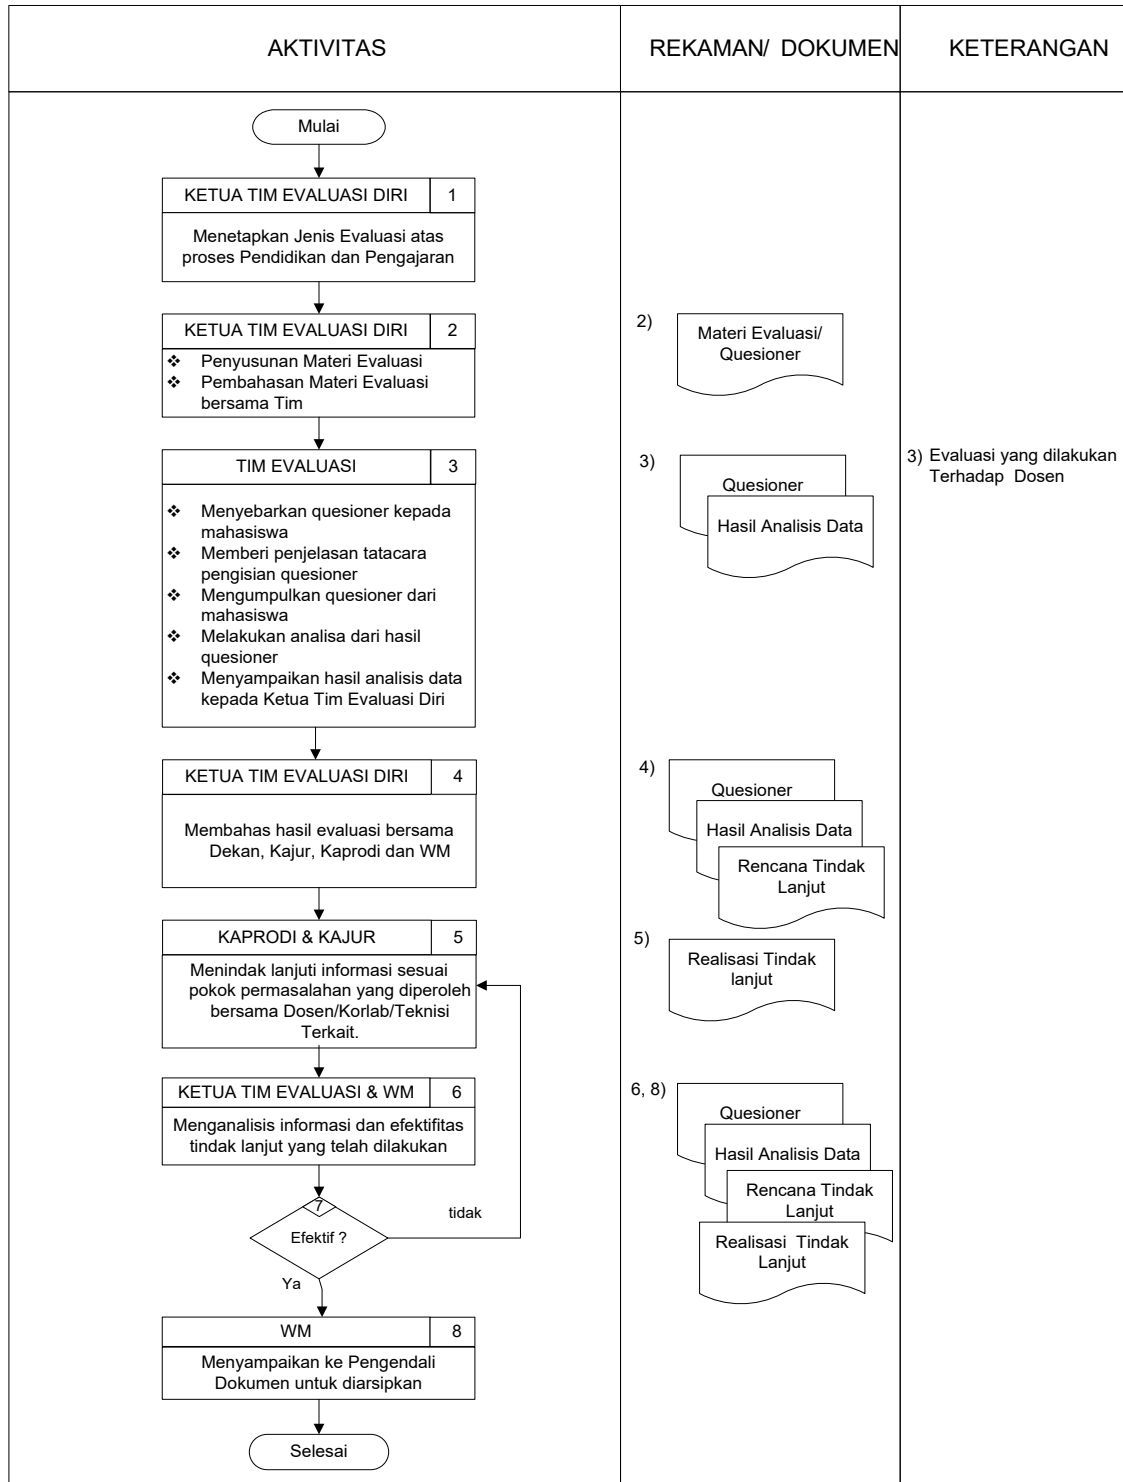 AKTIVITAS
REKAMAN/ DOKUMEN
KETERANGAN
Mulai
KETUA TIM EVALUASI DIRI 1
Menetapkan Jenis Evaluasi atas
proses Pendidikan dan Pengajaran
KETUA TIM EVALUASI DIRI 2
❖ Penyusunan Materi Evaluasi
❖ Pembahasan Materi Evaluasi
bersama Tim
2)
Materi Evaluasi/
Quesioner
TIM EVALUASI 3
❖ Menyebarkan quesioner kepada
mahasiswa
❖ Memberi penjelasan tatacara
pengisian quesioner
❖ Mengumpulkan quesioner dari
mahasiswa
❖ Melakukan analisa dari hasil
quesioner
❖ Menyampaikan hasil analisis data
kepada Ketua Tim Evaluasi Diri
3)
Quesioner
Hasil Analisis Data
3) Evaluasi yang dilakukan
Terhadap Dosen
KETUA TIM EVALUASI DIRI 4
Membahas hasil evaluasi bersama
Dekan, Kajur, Kaprodi dan WM
4)
Quesioner
Hasil Analisis Data
Rencana Tindak
Lanjut
KAPRODI & KAJUR 5
Menindak lanjuti informasi sesuai
pokok permasalahan yang diperoleh
bersama Dosen/Korlab/Teknisi
Terkait.
5)
Realisasi Tindak
lanjut
KETUA TIM EVALUASI & WM 6
Menganalisis informasi dan efektifitas
tindak lanjut yang telah dilakukan
6, 8)
Quesioner
Hasil Analisis Data
Rencana Tindak
Lanjut
Realisasi Tindak
Lanjut
7
Efektif ?
tidak
Ya
WM 8
Menyampaikan ke Pengendali
Dokumen untuk diarsipkan
Selesai